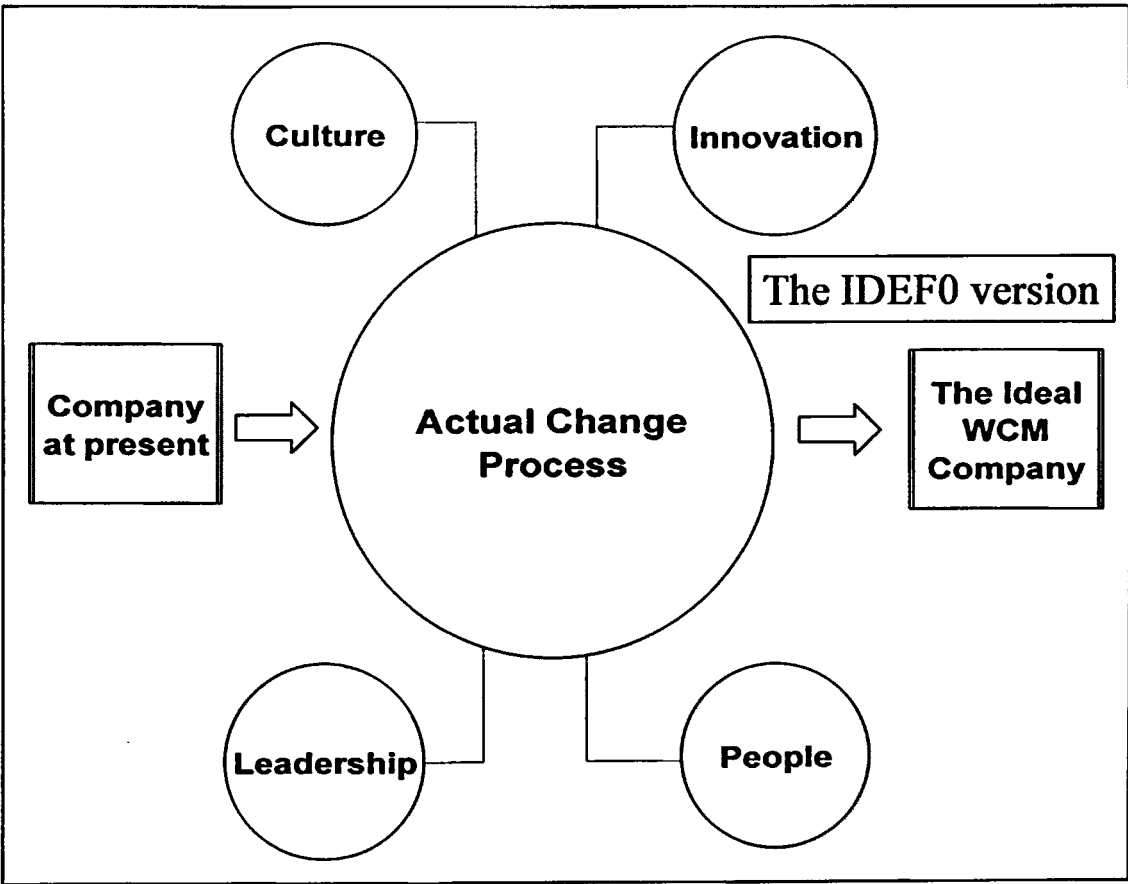 Culture
Innovation
The IDEF0 version
Company
at present
Actual Change
Process
The Ideal
WCM
Company
Leadership
People